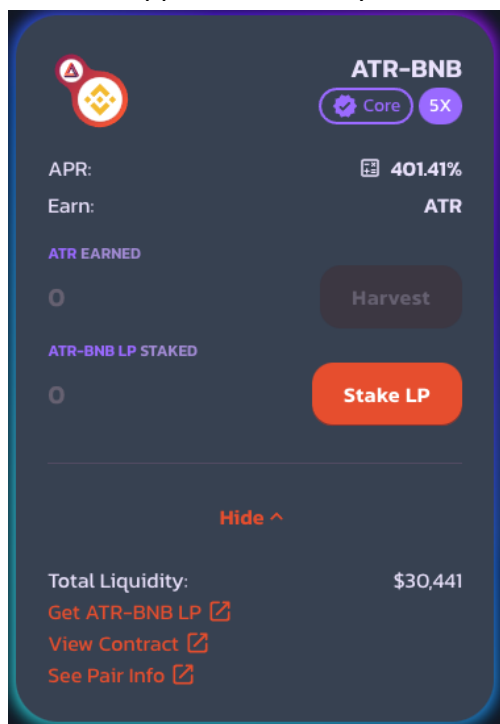 ATR-BNB
Core 5X
APR: 401.41%
Earn: ATR
ATR EARNED
0 Harvest
ATR-BNB LP STAKED
0 Stake LP
Hide
Total Liquidity: $30,441
Get ATR-BNB LP
View Contract
See Pair Info